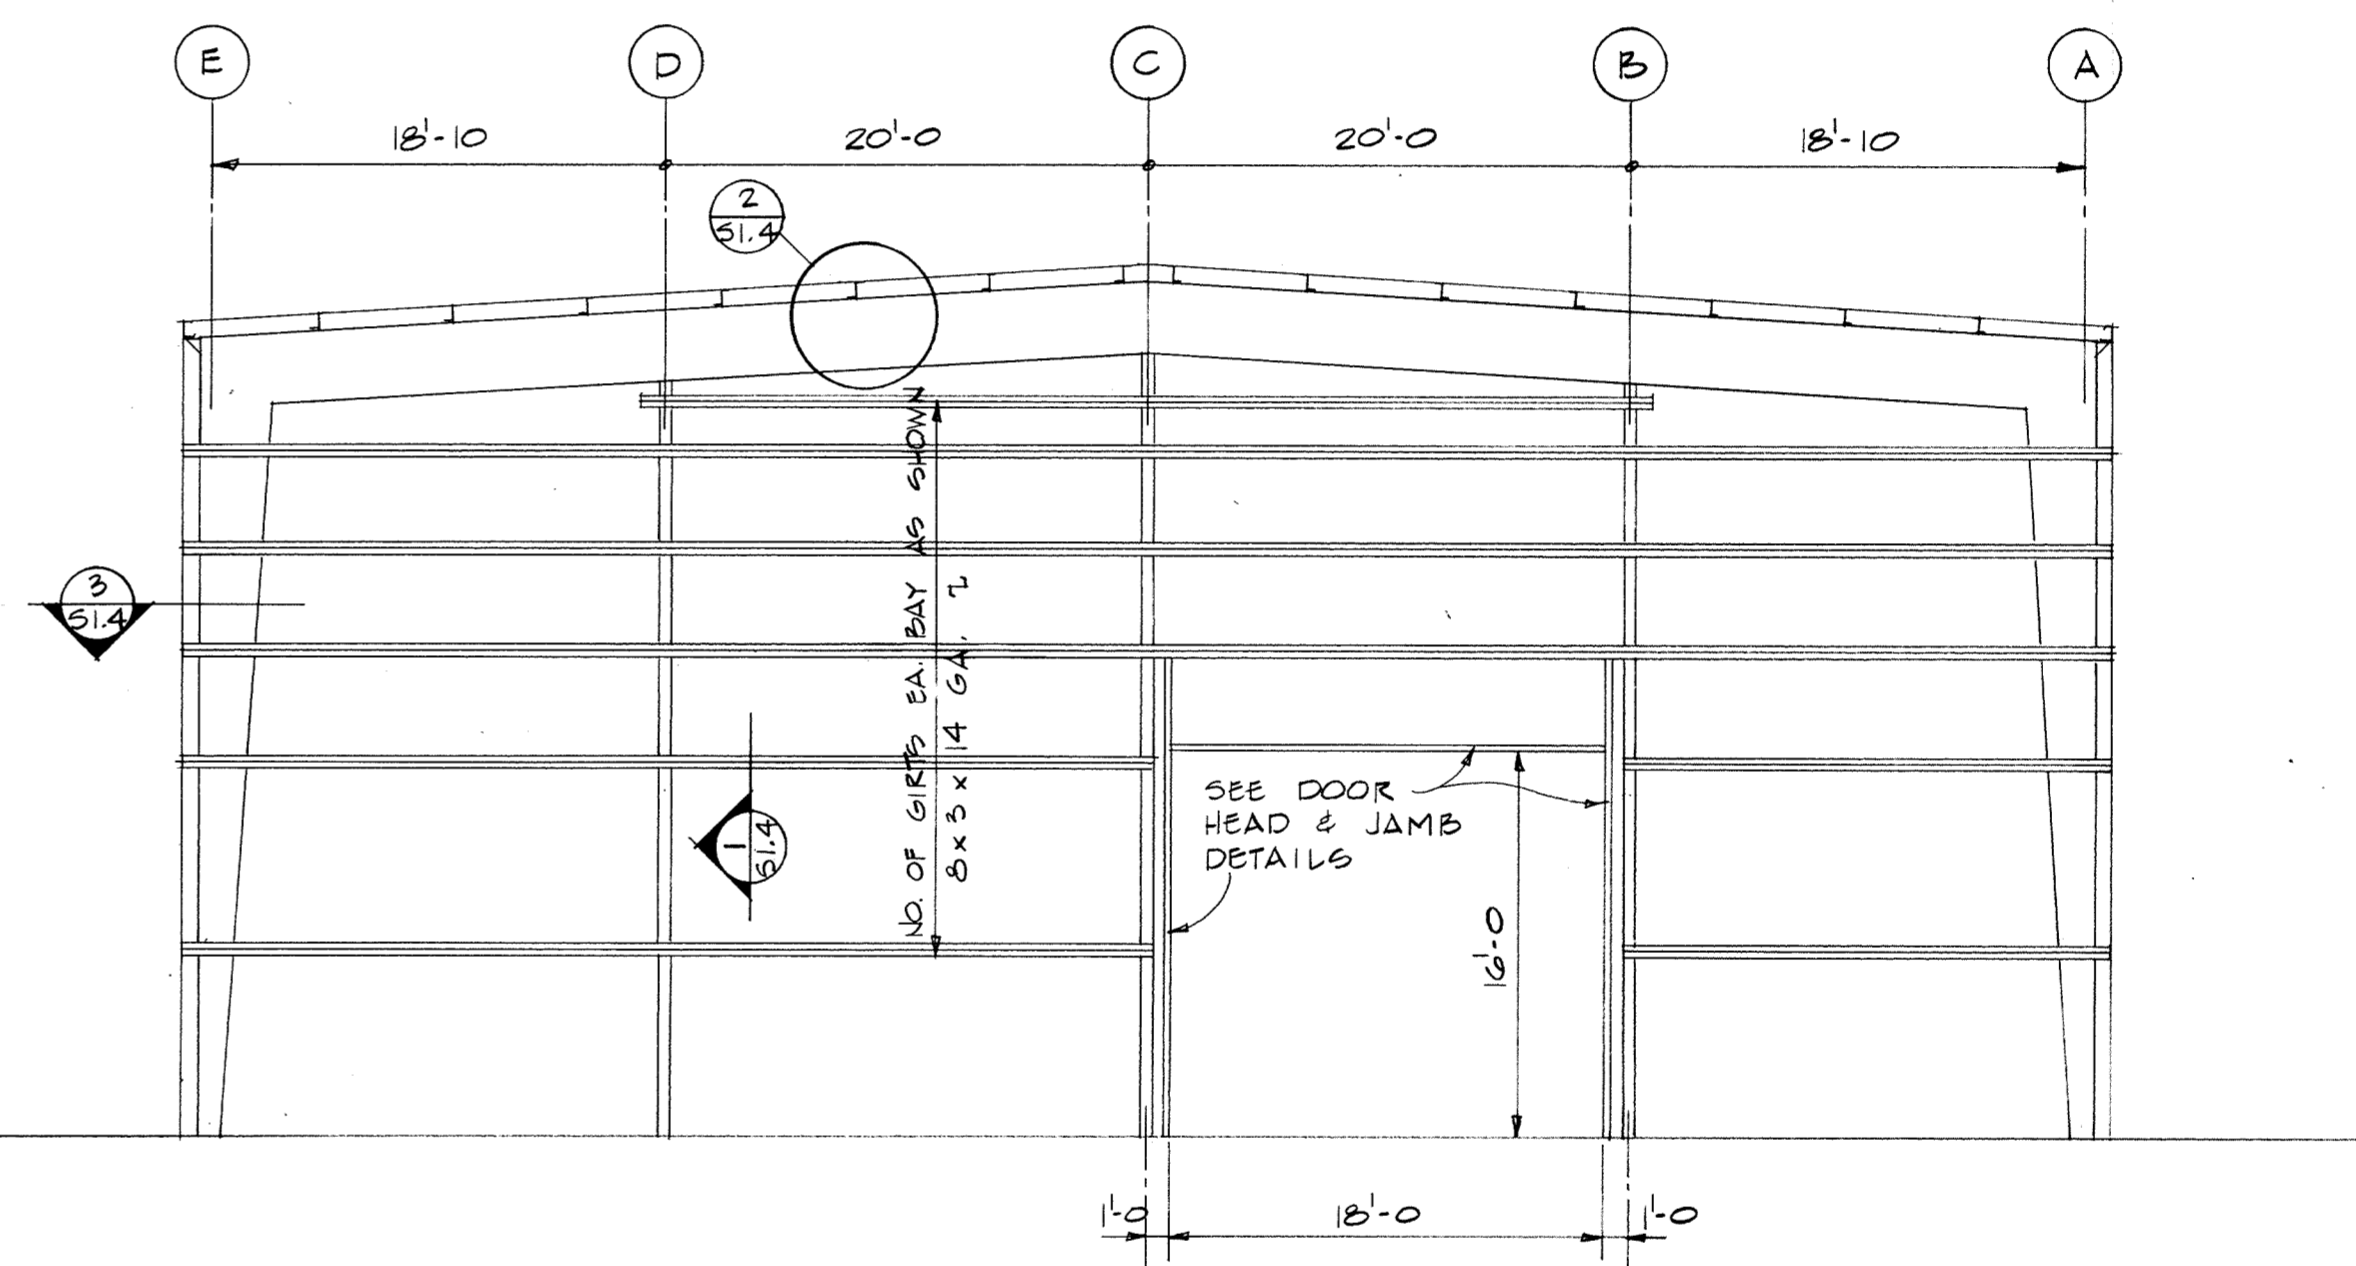 E
D
C
B
A
18'-10
20'-0
20'-0
18'-10
2
S1.4
3
S1.4
NO. OF GIRTS EA. BAY AS SHOWN
8 x 3 x 14 GA. Z
1
S1.4
SEE DOOR
HEAD & JAMB
DETAILS
16'-0
1'-0
18'-0
1'-0